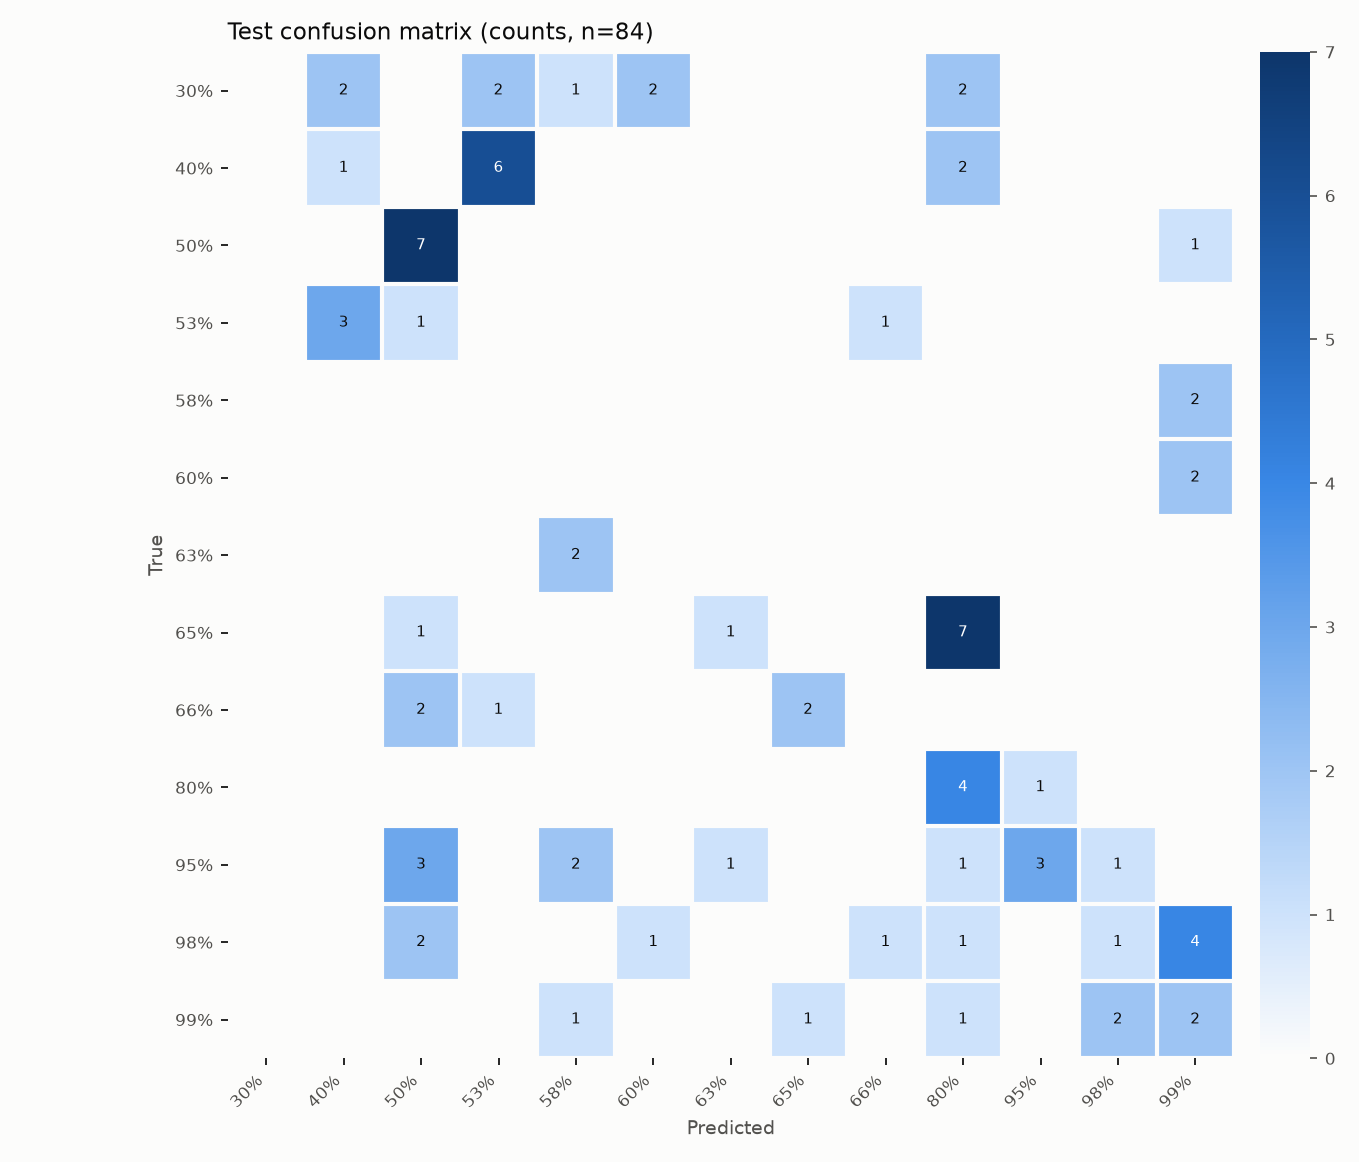 Test confusion matrix (counts, n=84)
30% 2 2 1 2 2
40% 1 6 2
50% 7 1
53% 3 1 1
58% 2
60% 2
63% 2
65% 1 1 7
66% 2 1 2
80% 4 1
95% 3 2 1 1 3 1
98% 2 1 1 1 1 4
99% 1 1 1 2 2
True
30% 40% 50% 53% 58% 60% 63% 65% 66% 80% 95% 98% 99%
Predicted
7
6
5
4
3
2
1
0